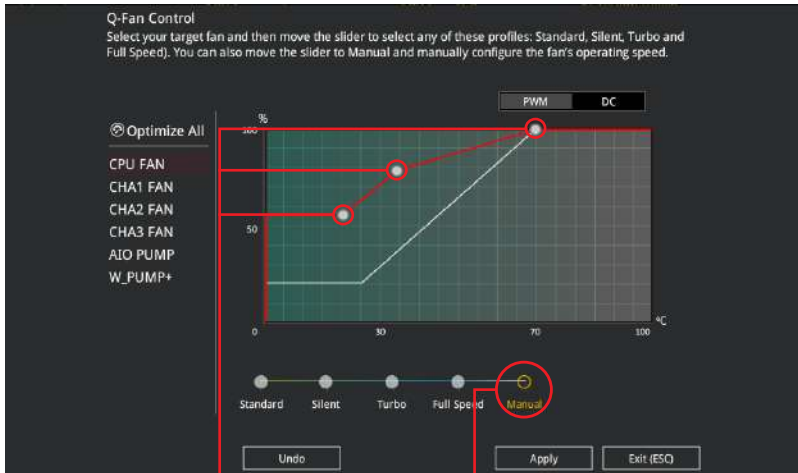 Q-Fan Control
Select your target fan and then move the slider to select any of these profiles: Standard, Silent, Turbo and
Full Speed). You can also move the slider to Manual and manually configure the fan's operating speed.
PWM DC
%
Optimize All
100
CPU FAN
CHA1 FAN
CHA2 FAN
CHA3 FAN
AIO PUMP
W_PUMP+
50
°C
0 30 70 100
Standard Silent Turbo Full Speed Manual
Undo Apply Exit (ESC)